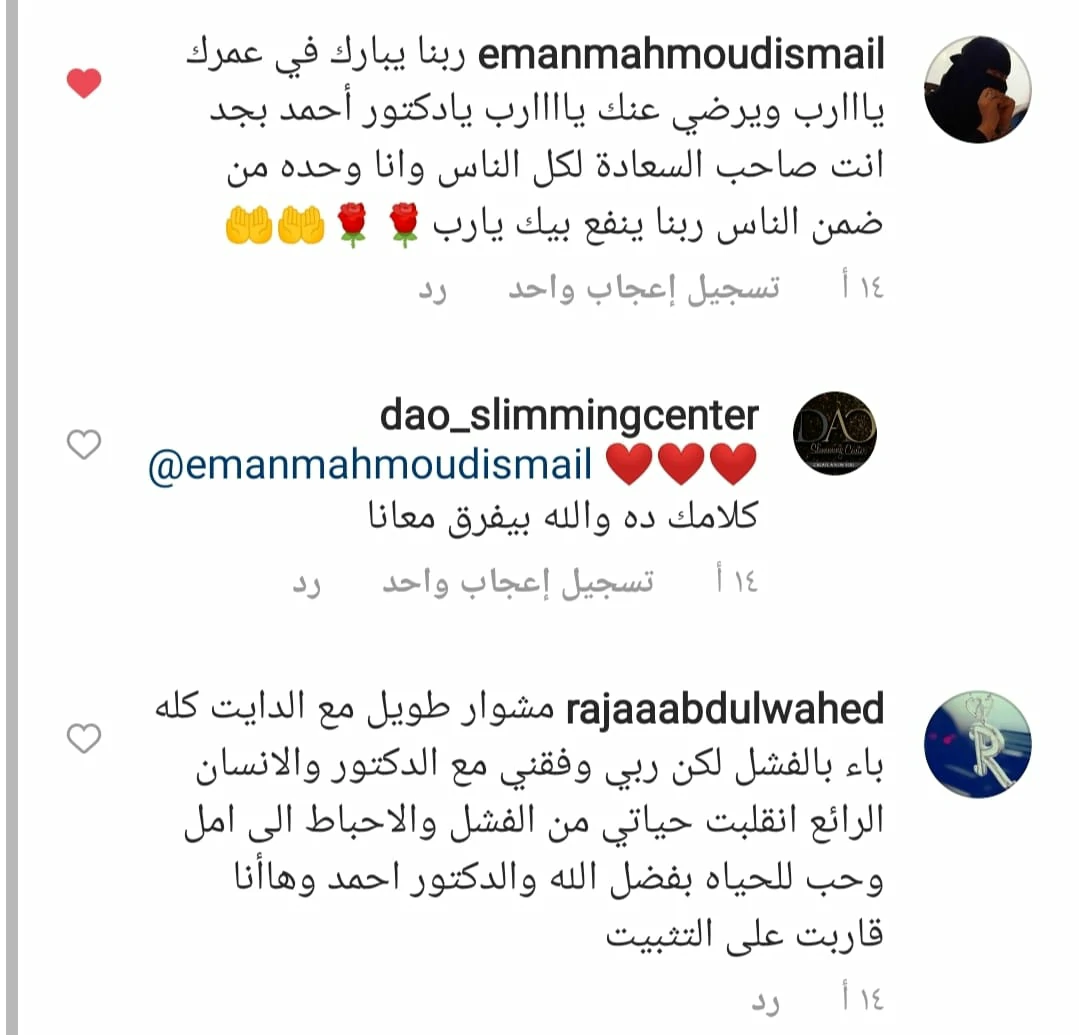 emanmahmoudismail ربنا يبارك في عمرك
يااارب ويرضي عنك ياااارب يادكتور أحمد بجد
انت صاحب السعادة لكل الناس وانا وحده من
ضمن الناس ربنا ينفع بيك يارب🌹🌹🤲🤲
١٤ أ تسجيل إعجاب واحد رد
dao_slimmingcenter
DAO
Slimming Center
@emanmahmoudismail ❤️❤️❤️
كلامك ده والله بيفرق معانا
١٤ أ تسجيل إعجاب واحد رد
rajaaabdulwahed مشوار طويل مع الدايت كله
R
باء بالفشل لكن ربي وفقني مع الدكتور والانسان
الرائع انقلبت حياتي من الفشل والاحباط الى امل
وحب للحياه بفضل الله والدكتور احمد وهاأنا
قاربت على التثبيت
١٤ أ رد